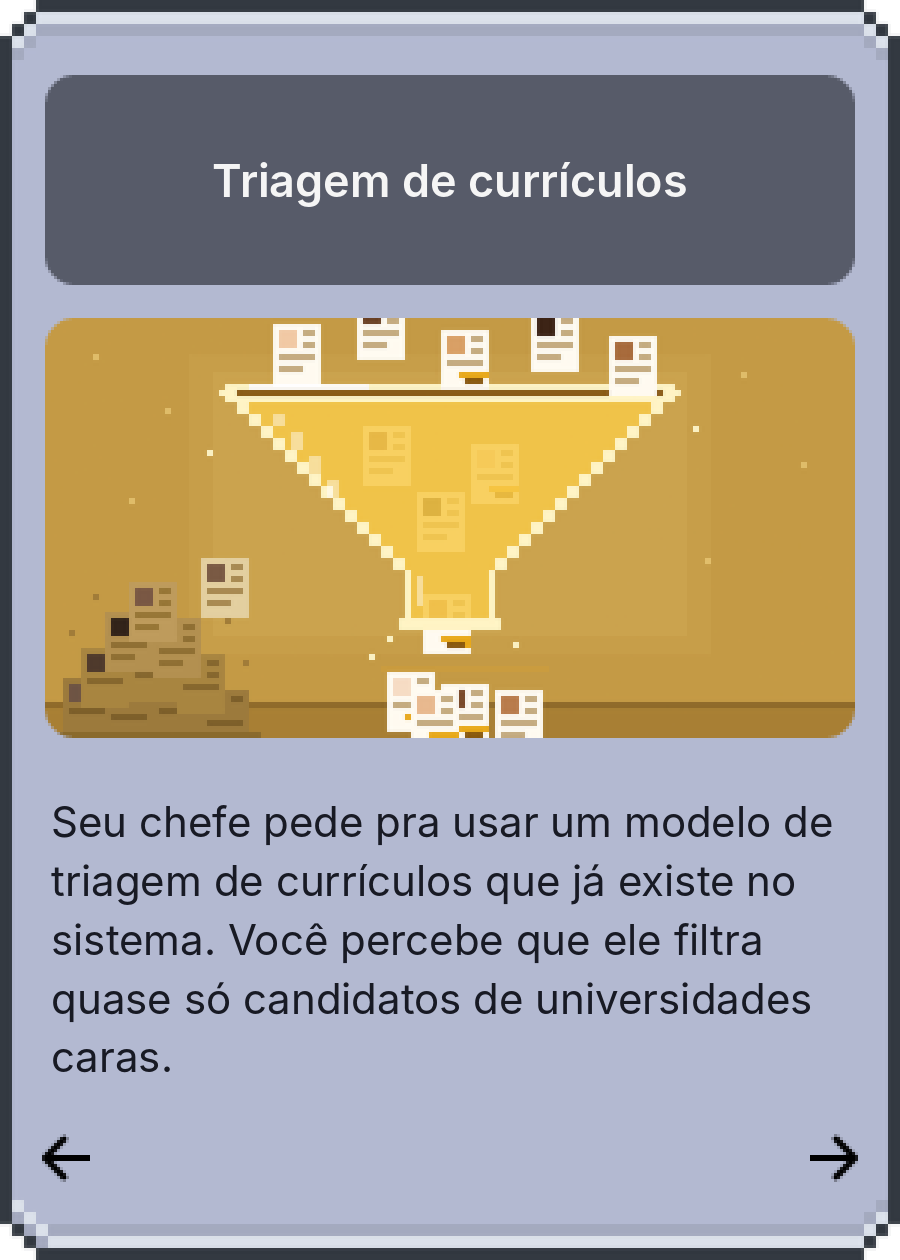 Triagem de currículos
Seu chefe pede pra usar um modelo de
triagem de currículos que já existe no
sistema. Você percebe que ele filtra
quase só candidatos de universidades
caras.